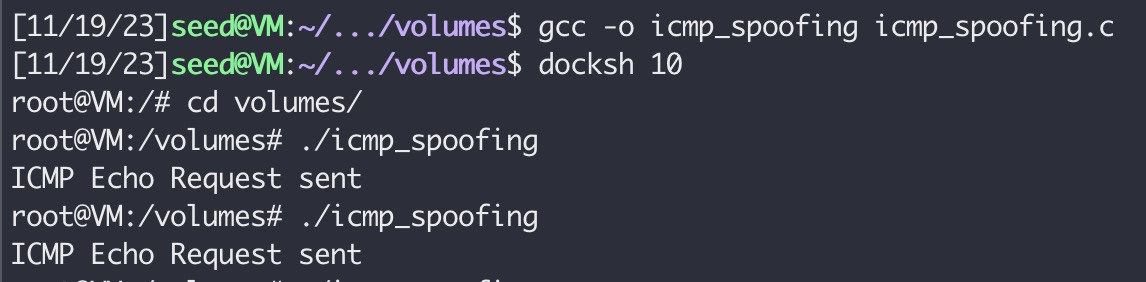 [11/19/23]seed@VM:~/.../volumes$ gcc -o icmp_spoofing icmp_spoofing.c
[11/19/23]seed@VM:~/.../volumes$ docksh 10
root@VM:/# cd volumes/
root@VM:/volumes# ./icmp_spoofing
ICMP Echo Request sent
root@VM:/volumes# ./icmp_spoofing
ICMP Echo Request sent